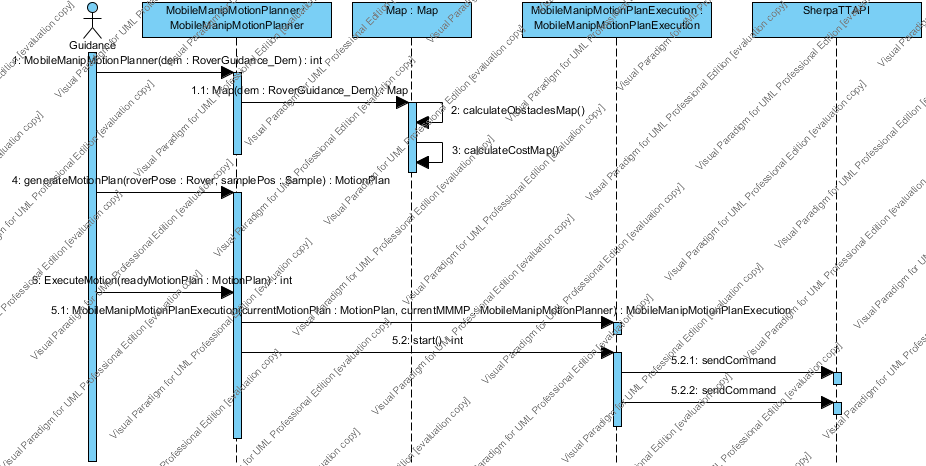 MobileManipMotionPlanner :
MobileManipMotionPlanner
Map : Map
MobileManipMotionPlanExecution :
MobileManipMotionPlanExecution
SherpaTTAPI
Guidance
1: MobileManipMotionPlanner(dem : RoverGuidance_Dem) : int
1.1: Map(dem : RoverGuidance_Dem) : Map
2: calculateObstaclesMap()
3: calculateCostMap()
4: generateMotionPlan(roverPose : Rover, samplePos : Sample) : MotionPlan
5: ExecuteMotion(readyMotionPlan : MotionPlan) : int
5.1: MobileManipMotionPlanExecution(currentMotionPlan : MotionPlan, currentMMMP : MobileManipMotionPlanner) : MobileManipMotionPlanExecution
5.2: start() : int
5.2.1: sendCommand
5.2.2: sendCommand
Visual Paradigm for UML Professional Edition [evaluation copy]